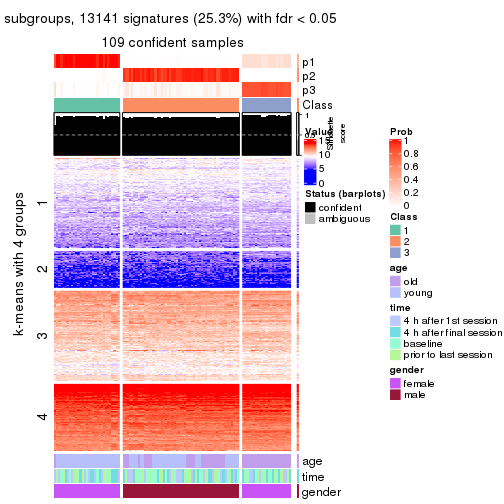 subgroups, 13141 signatures (25.3%) with fdr < 0.05
109 confident samples
p1
p2
p3
Class
1
score
Value
15
5
0
Status (barplots)
confident
ambiguous
Prob
1
0.8
0.6
0.4
0.2
0
Class
1
2
3
age
old
young
time
4 h after 1st session
4 h after final session
baseline
prior to last session
gender
female
male
k-means with 4 groups
1
2
3
4
age
time
gender